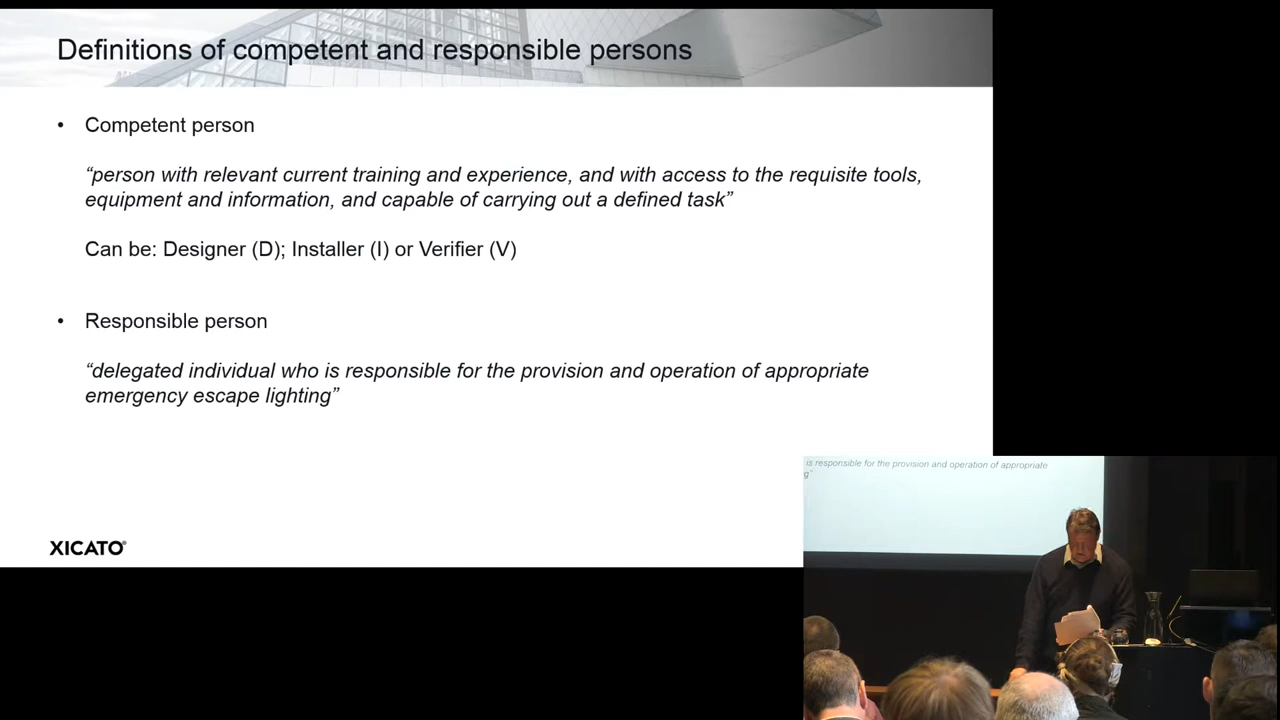 Definitions of competent and responsible persons
• Competent person
“person with relevant current training and experience, and with access to the requisite tools,
equipment and information, and capable of carrying out a defined task”
Can be: Designer (D); Installer (I) or Verifier (V)
• Responsible person
“delegated individual who is responsible for the provision and operation of appropriate
emergency escape lighting”
XICATO®
is responsible for the provision and operation of appropriate
g”